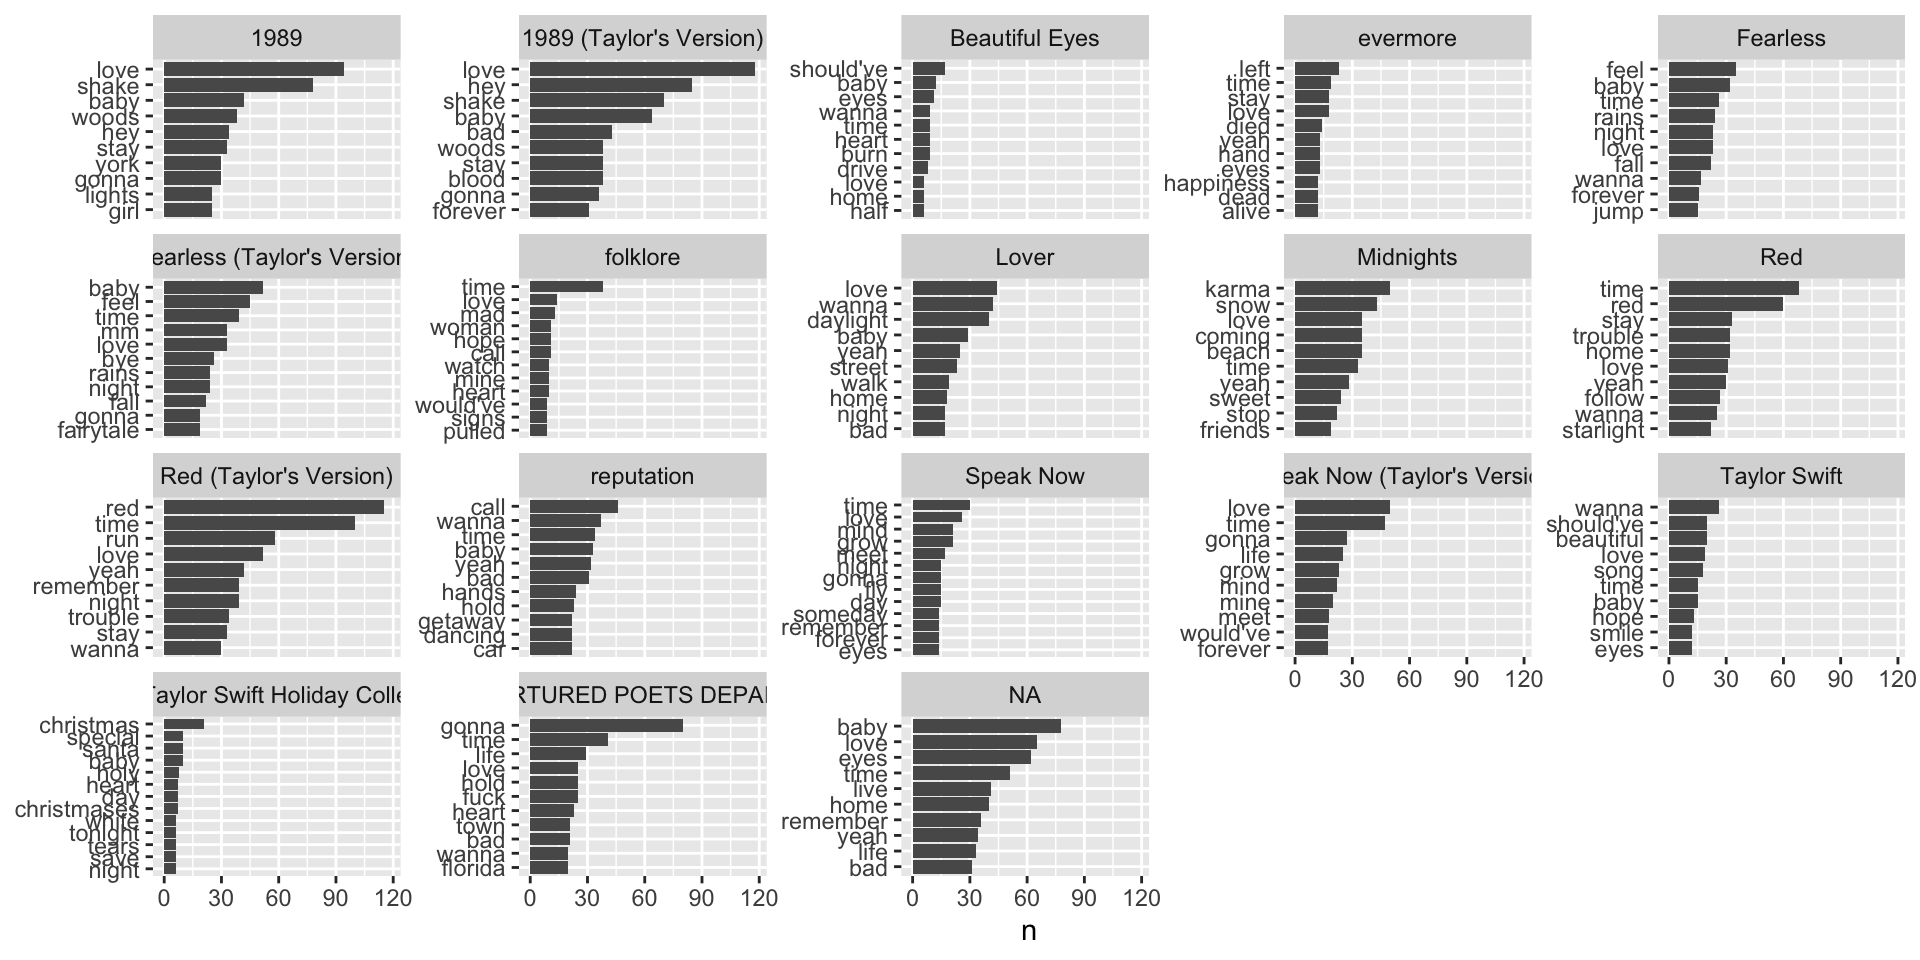 1989
love
shake
baby
woods
hey
stay
york
gonna
lights
girl
1989 (Taylor's Version)
love
hey
shake
baby
bad
woods
stay
blood
gonna
forever
Beautiful Eyes
should've
baby
eyes
wanna
time
heart
burn
drive
love
home
half
evermore
left
time
stay
love
died
yeah
hand
eyes
happiness
dead
alive
Fearless
feel
baby
time
rains
night
love
fall
wanna
forever
jump
earless (Taylor's Version
baby
feel
time
mm
love
bye
rains
night
fall
gonna
fairytale
folklore
time
love
mad
woman
hope
call
watch
mine
heart
would've
signs
pulled
Lover
love
wanna
daylight
baby
yeah
street
walk
home
night
bad
Midnights
karma
snow
love
coming
beach
time
yeah
sweet
stop
friends
Red
time
red
stay
trouble
home
love
yeah
follow
wanna
starlight
Red (Taylor's Version)
red
time
run
love
yeah
remember
night
trouble
stay
wanna
reputation
call
wanna
time
baby
yeah
bad
hands
hold
getaway
dancing
car
Speak Now
time
love
mind
grow
meet
night
gonna
fly
day
someday
remember
forever
eyes
eak Now (Taylor's Versio
love
time
gonna
life
grow
mind
mine
meet
would've
forever
0 30 60 90 120
Taylor Swift
wanna
should've
beautiful
love
song
time
baby
hope
smile
eyes
0 30 60 90 120
Taylor Swift Holiday Colle
christmas
special
santa
baby
holy
heart
day
christmases
white
tonight
tears
save
night
0 30 60 90 120
RTURED POETS DEPAR
gonna
time
life
love
hold
fuck
heart
town
bad
wanna
florida
0 30 60 90 120
NA
baby
love
eyes
time
live
home
remember
yeah
life
bad
0 30 60 90 120
n